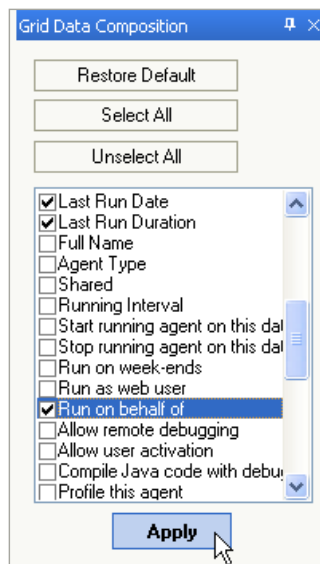 Grid Data Composition
Restore Default
Select All
Unselect All
Last Run Date
Last Run Duration
Full Name
Agent Type
Shared
Running Interval
Start running agent on this dat
Stop running agent on this dat
Run on week-ends
Run as web user
Run on behalf of
Allow remote debugging
Allow user activation
Compile Java code with debug
Profile this agent
Apply